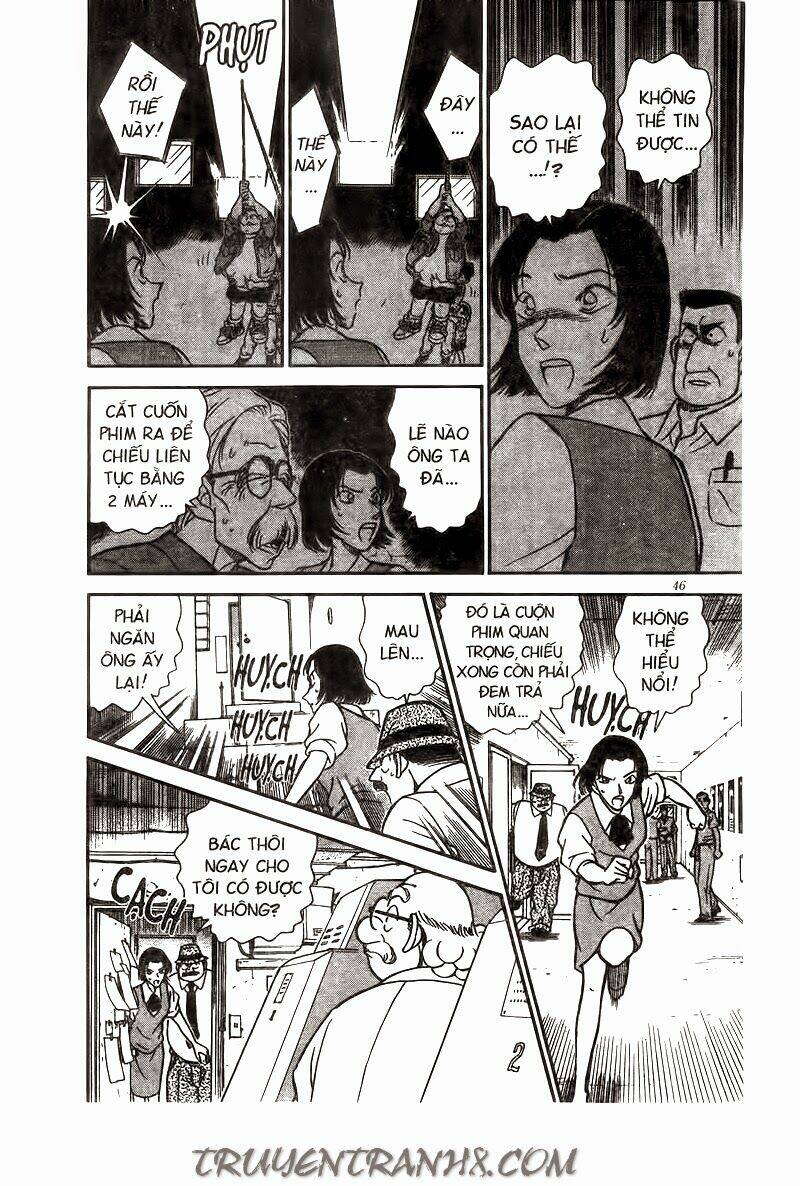 KHÔNG
THỂ TIN
ĐƯỢC...
SAO LẠI
CÓ THẾ
...!?
ĐÂY
...
THẾ
NÀY
...
PHỤT
RỒI
THẾ
NÀY!
LẼ NÀO
ÔNG TA
ĐÃ...
CẮT CUỐN
PHIM RA ĐỂ
CHIẾU LIÊN
TỤC BẰNG
2 MÁY...
46
KHÔNG
THỂ
HIỂU
NỔI!
ĐÓ LÀ CUỘN
PHIM QUAN
TRỌNG, CHIẾU
XONG CÒN PHẢI
ĐEM TRẢ
NỮA...
HUỴCH
MAU
LÊN...
PHẢI
NGĂN
ÔNG ẤY
LẠI!
HUỴCH
HUỴCH
HUỴCH
BÁC THÔI
NGAY CHO
TÔI CÓ ĐƯỢC
KHÔNG?
CẠCH
2
TRUYENTRANH8.COM